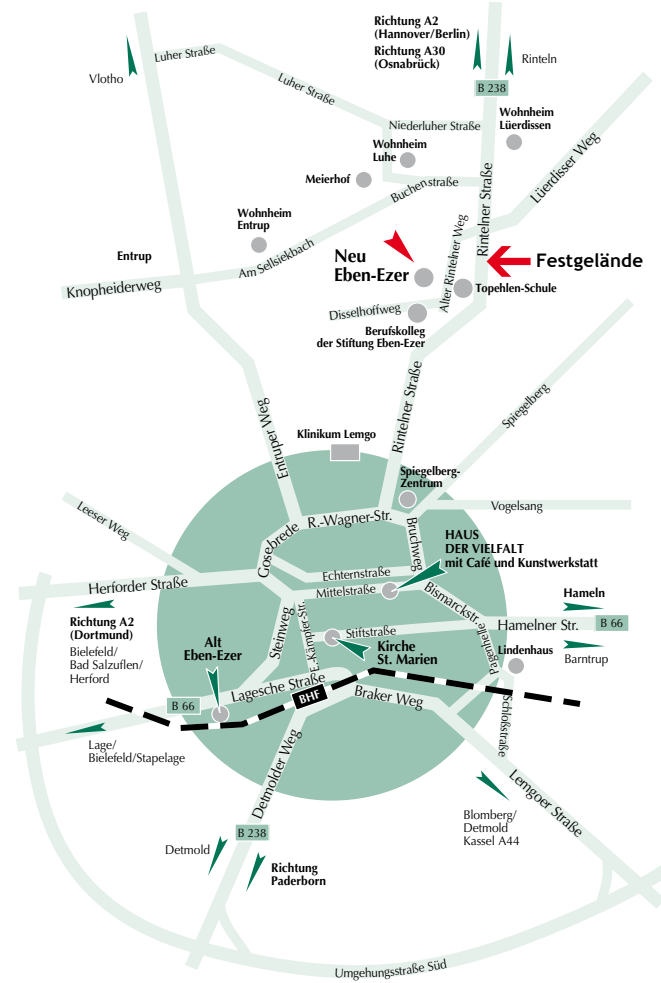 Richtung A2
(Hannover/Berlin)
Richtung A30
(Osnabrück)
Rinteln
Luher Straße
Vlotho
Luher Straße
B 238
Wohnheim
Lüerdissen
Niederluher Straße
Wohnheim
Luhe
Lüerdisser Weg
Meierhof
Buchenstraße
Rintelner Straße
Wohnheim
Entrup
Alter Rintelner Weg
Am Sellsiekbach
Entrup
Neu
Eben-Ezer
Festgelände
Knopheiderweg
Topehlen-Schule
Disselhoffweg
Berufskolleg
der Stiftung Eben-Ezer
Rintelner Straße
Spiegelberg
Entruper Weg
Klinikum Lemgo
Spiegelberg-
Zentrum
Vogelsang
Leeser Weg
R.-Wagner-Str.
Gosebrede
Bruchweg
HAUS
DER VIELFALT
mit Café und Kunstwerkstatt
Echternstraße
Herforder Straße
Mittelstraße
Bismarckstr.
Hameln
Richtung A2
(Dortmund)
Bielefeld/
Bad Salzuflen/
Herford
Steinweg
E.-Kämpfer-Str.
Stiftstraße
Hamelner Str.
B 66
Alt
Eben-Ezer
Kirche
St. Marien
Pagenhelle
Lindenhaus
Barntrup
Lagesche Straße
BHF
Braker Weg
B 66
Schloßstraße
Lage/
Bielefeld/Stapelage
Detmolder Weg
Lemgoer Straße
Blomberg/
Detmold
Kassel A44
B 238
Detmold
Richtung
Paderborn
Umgehungsstraße Süd